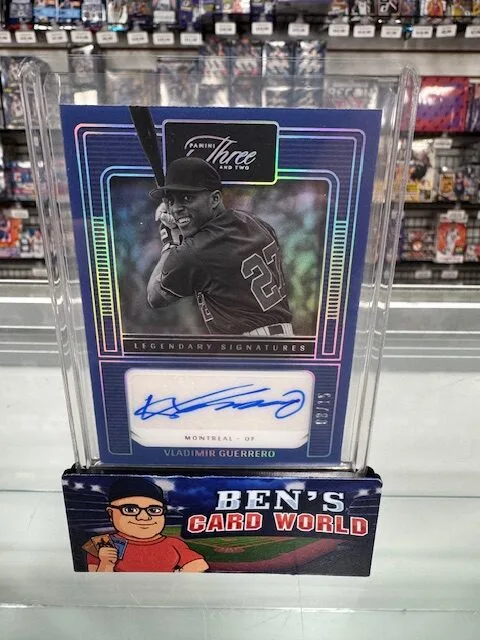 PANINI
Three
AND TWO
27
LEGENDARY SIGNATURES
MONTREAL - OF
VLADIMIR GUERRERO
BEN'S
CARD WORLD